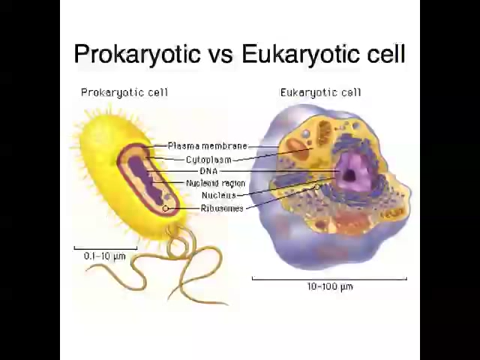 Prokaryotic vs Eukaryotic cell
Prokaryotic cell
Eukaryotic cell
Plasma membrane
Cytoplasm
DNA
Nucleoid region
Nucleus
Ribosomes
0.1–10 µm
10–100 µm